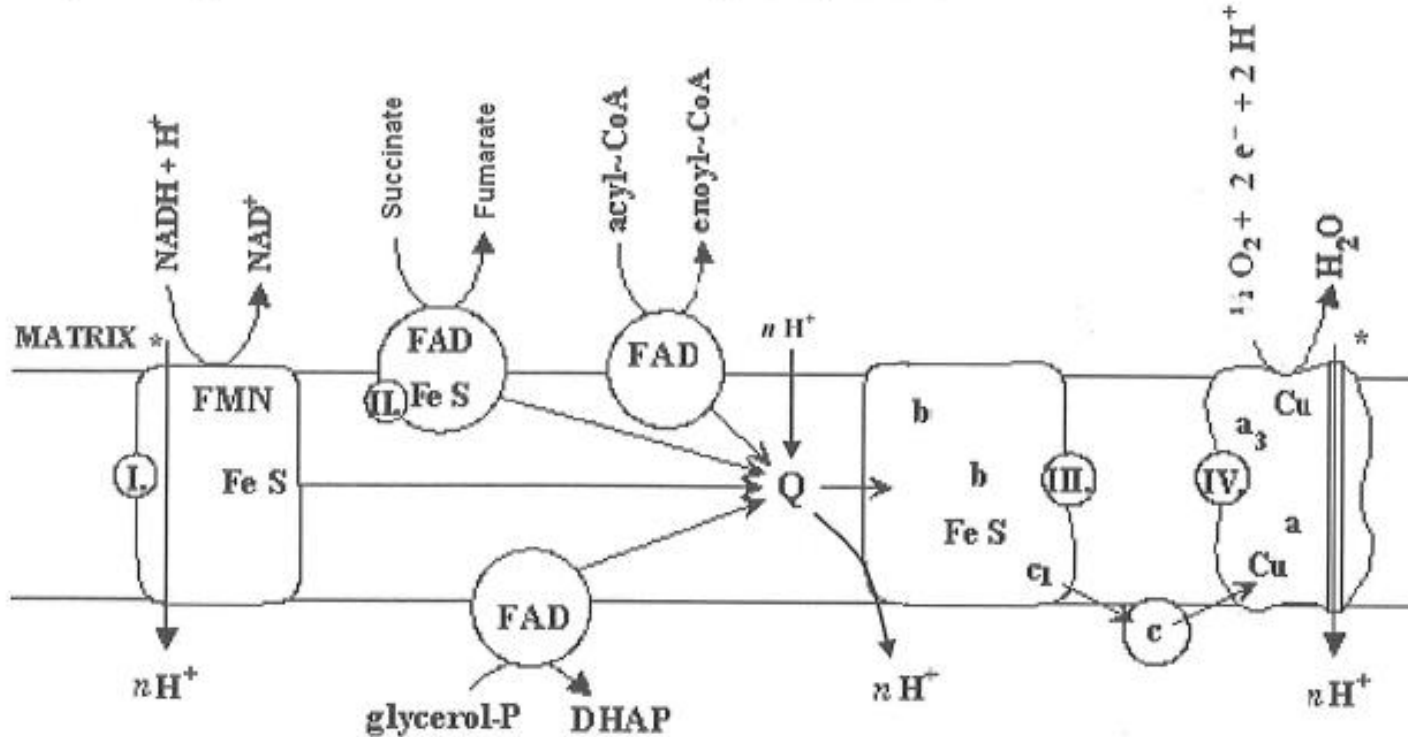 NADH + H⁺
NAD⁺
Succinate
Fumarate
acyl~CoA
enoyl~CoA
½ O₂ + 2 e⁻ + 2 H⁺
H₂O
MATRIX *
*
FMN
Fe S
I.
FAD
Fe S
II.
FAD
n H⁺
Q
b
b
Fe S
c₁
III.
IV.
Cu
a₃
a
Cu
c
FAD
n H⁺
glycerol-P
DHAP
n H⁺
n H⁺